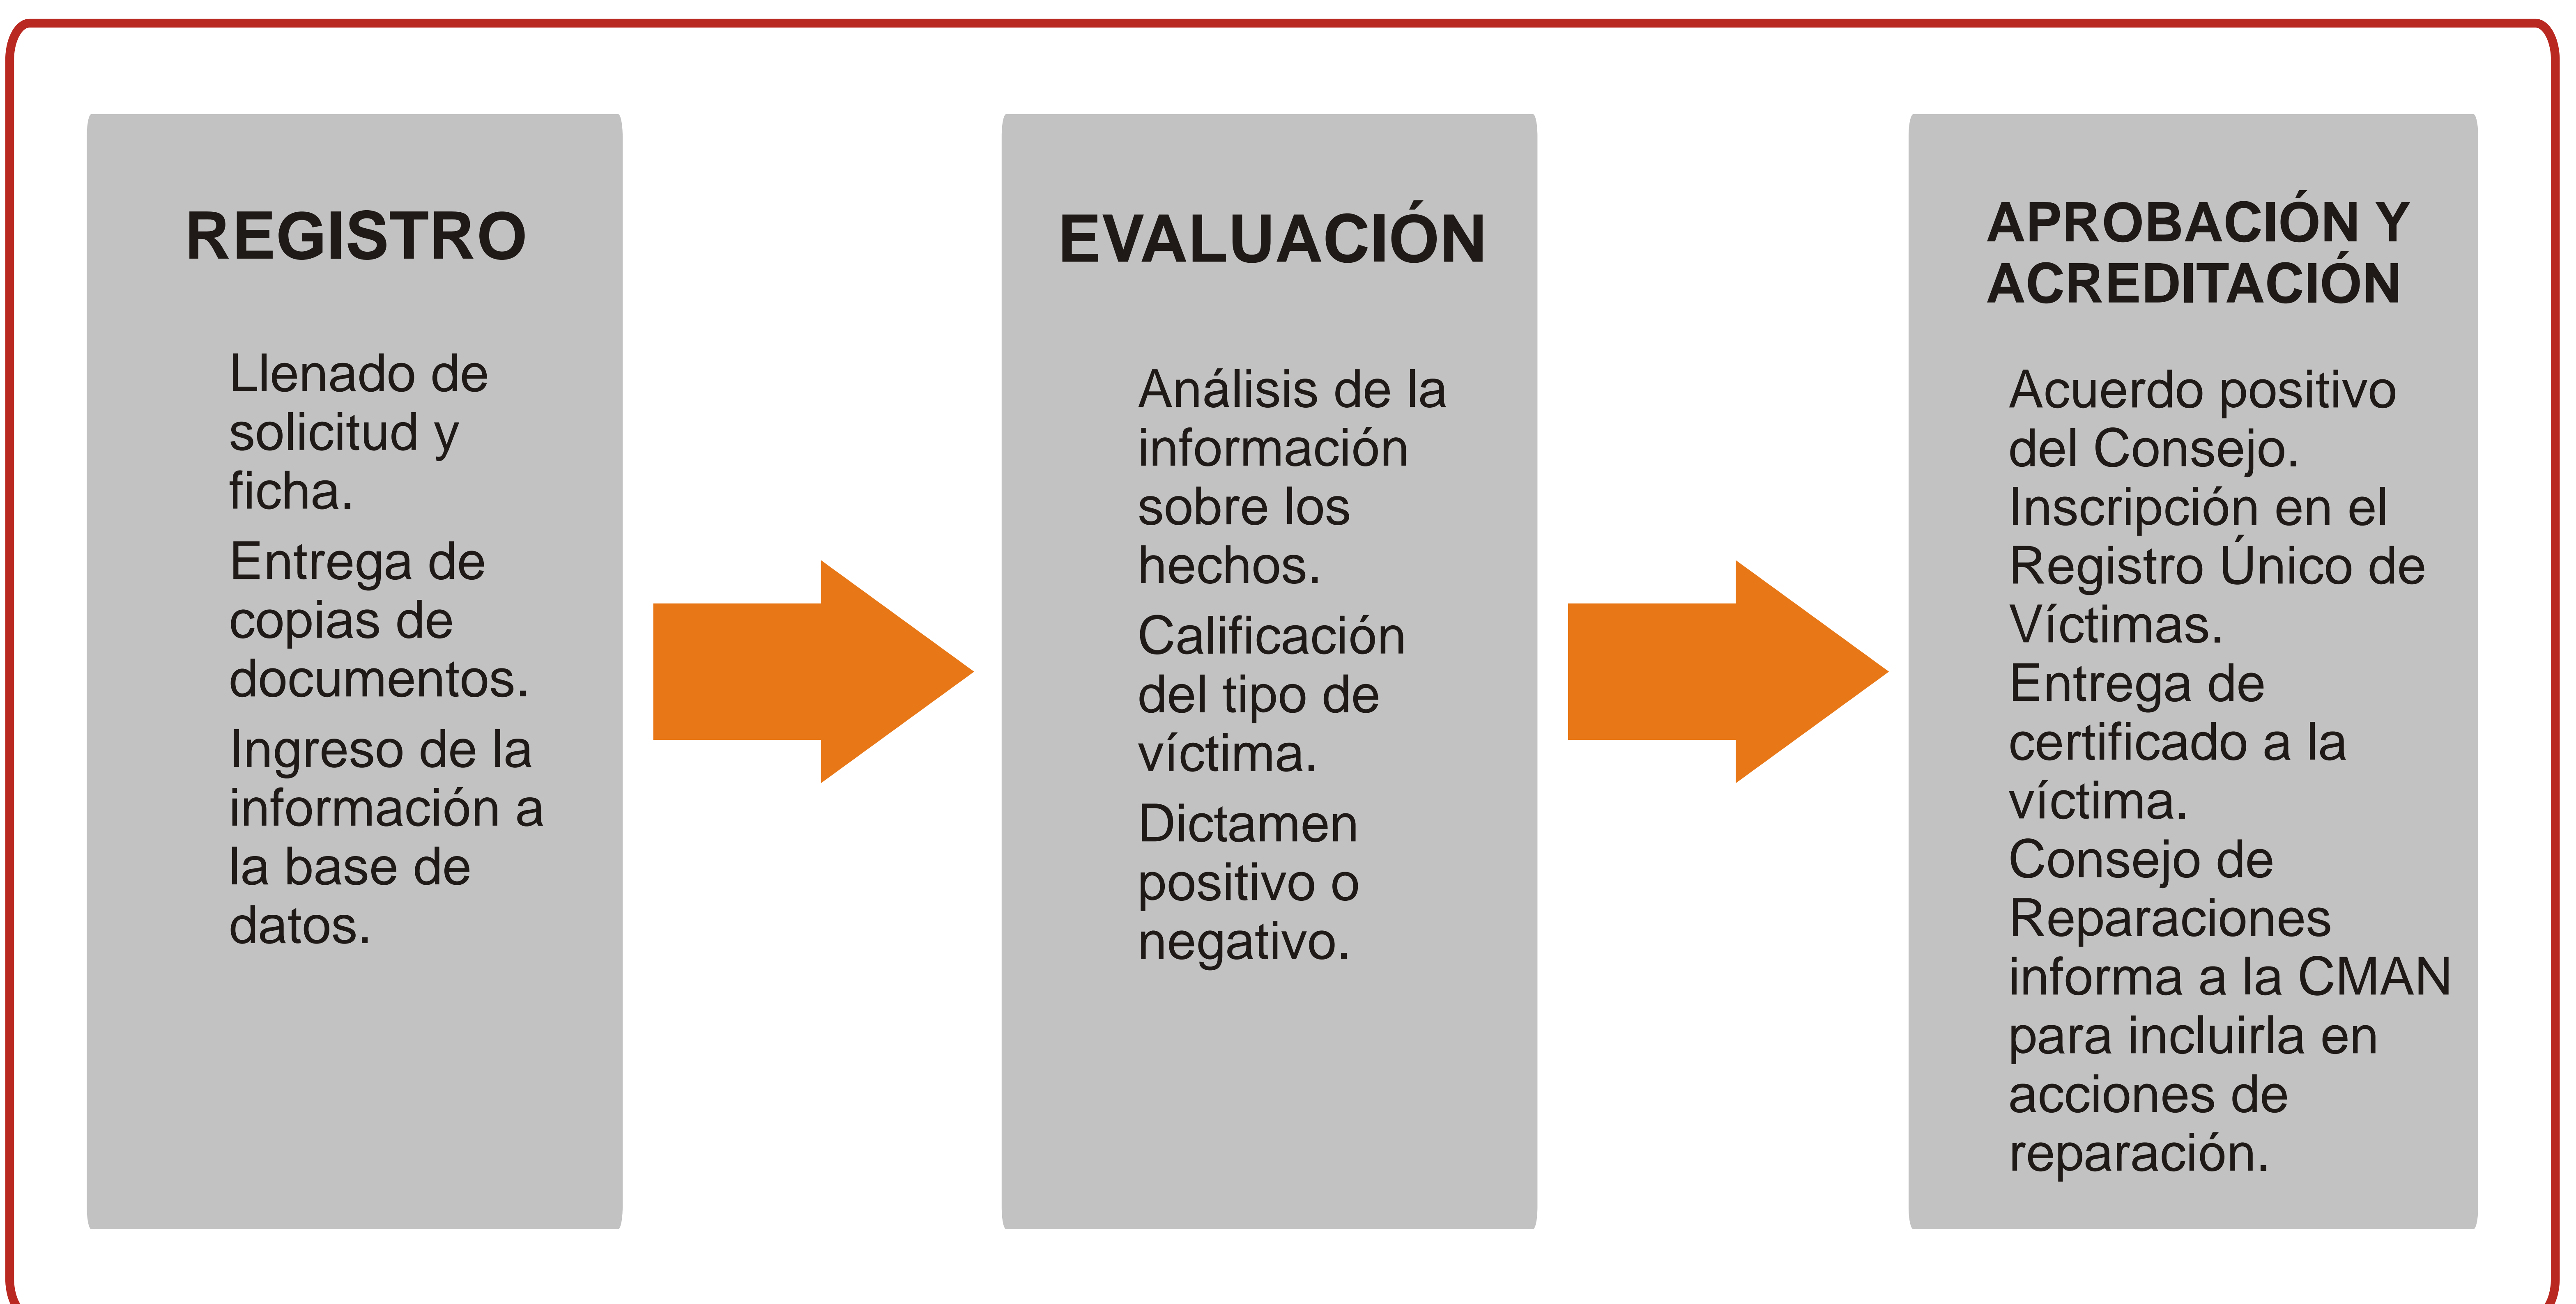 REGISTRO
Llenado de
solicitud y
ficha.
Entrega de
copias de
documentos.
Ingreso de la
información a
la base de
datos.
EVALUACIÓN
Análisis de la
información
sobre los
hechos.
Calificación
del tipo de
víctima.
Dictamen
positivo o
negativo.
APROBACIÓN Y
ACREDITACIÓN
Acuerdo positivo
del Consejo.
Inscripción en el
Registro Único de
Víctimas.
Entrega de
certificado a la
víctima.
Consejo de
Reparaciones
informa a la CMAN
para incluirla en
acciones de
reparación.